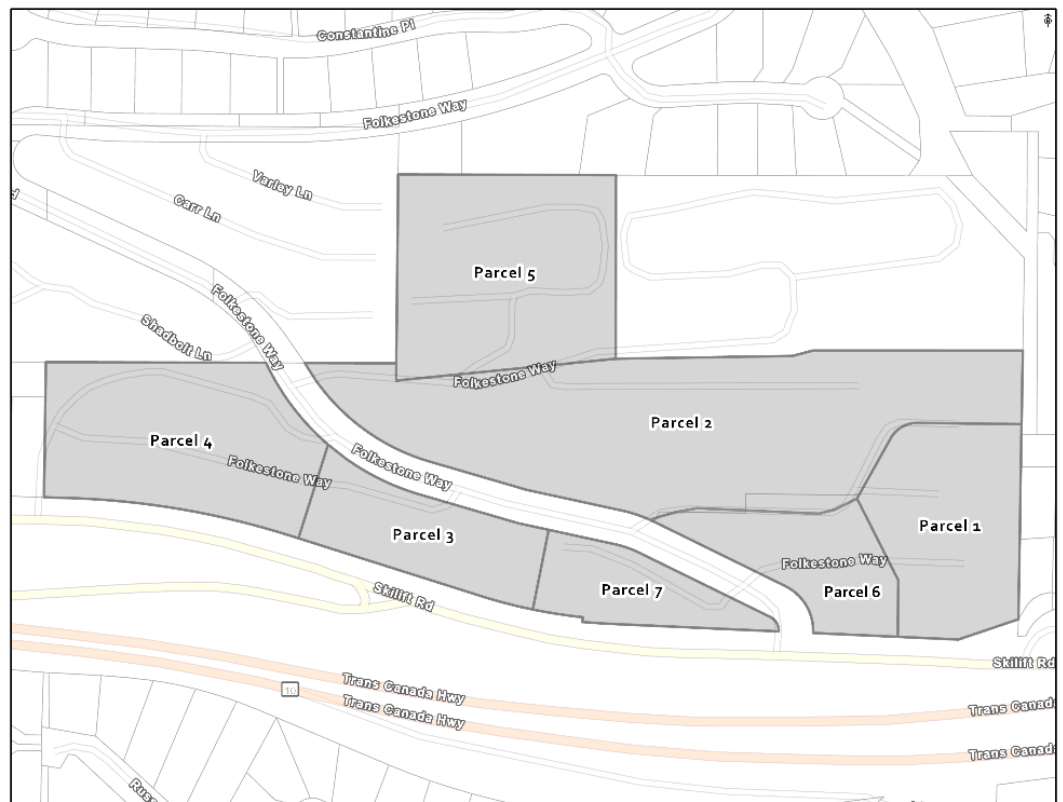 Constantine Pl
Folkestone Way
Varley Ln
Carr Ln
Parcel 5
Folkestone Way
Shadbolt Ln
Folkestone Way
Parcel 2
Parcel 4
Folkestone Way
Folkestone Way
Parcel 1
Parcel 3
Folkestone Way
Parcel 7
Parcel 6
Skilift Rd
Skilift Rd
Trans Canada Hwy
10
Trans Canada Hwy
Trans Canada
Trans Canada